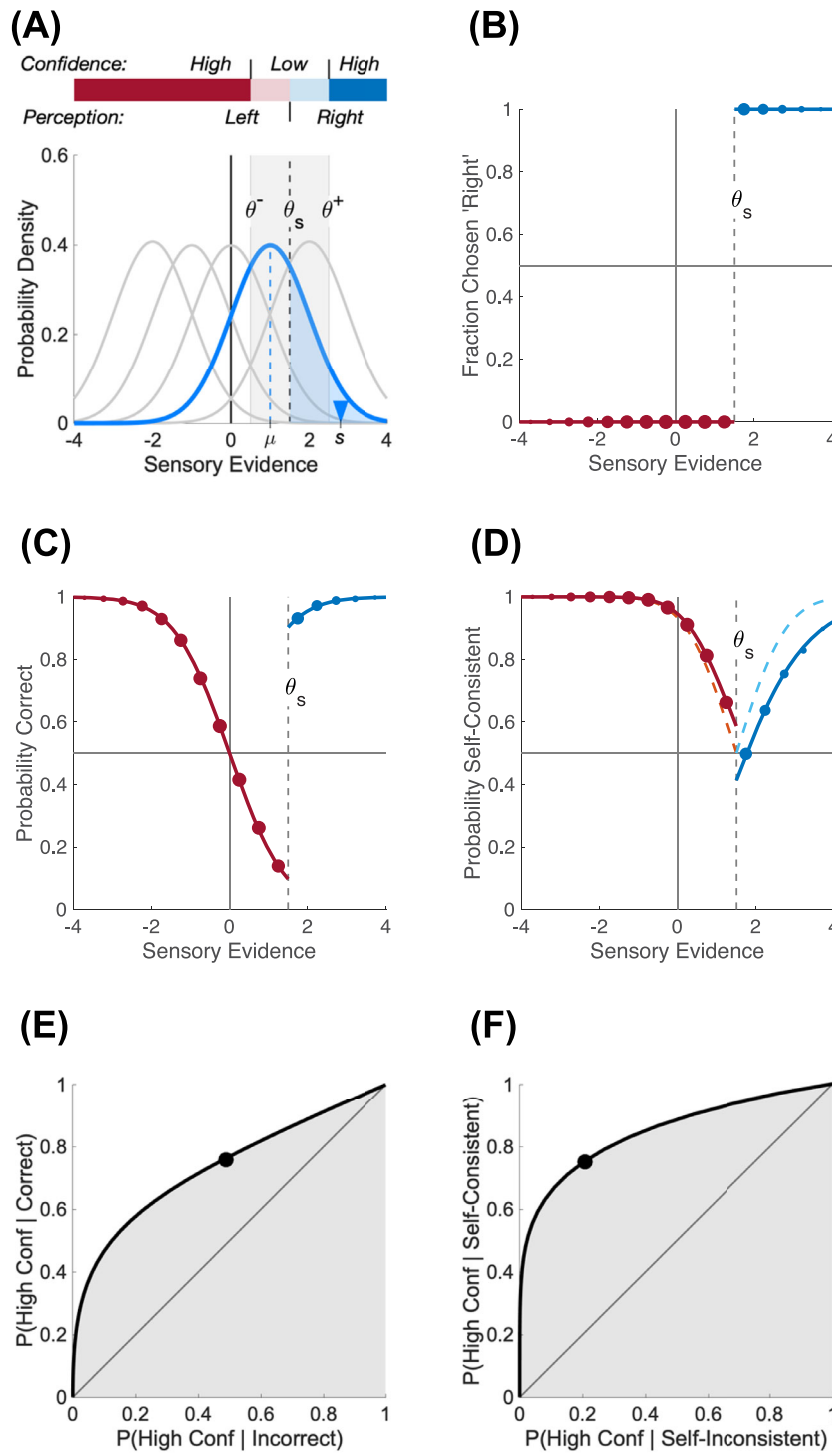 (A)
Confidence: High Low High
Perception: Left Right
0.6
θ⁻ θₛ θ⁺
0.4
0.2
0
Probability Density
-4 -2 0 μ 2 s 4
Sensory Evidence
(B)
1
0.8
0.6
0.4
0.2
0
θₛ
Fraction Chosen 'Right'
-4 -2 0 2 4
Sensory Evidence
(C)
1
0.8
0.6
0.4
0.2
0
θₛ
Probability Correct
-4 -2 0 2 4
Sensory Evidence
(D)
1
0.8
0.6
0.4
0.2
0
θₛ
Probability Self-Consistent
-4 -2 0 2 4
Sensory Evidence
(E)
1
0.8
0.6
0.4
0.2
0
P(High Conf | Correct)
0 0.2 0.4 0.6 0.8 1
P(High Conf | Incorrect)
(F)
1
0.8
0.6
0.4
0.2
0
P(High Conf | Self-Consistent)
0 0.2 0.4 0.6 0.8 1
P(High Conf | Self-Inconsistent)